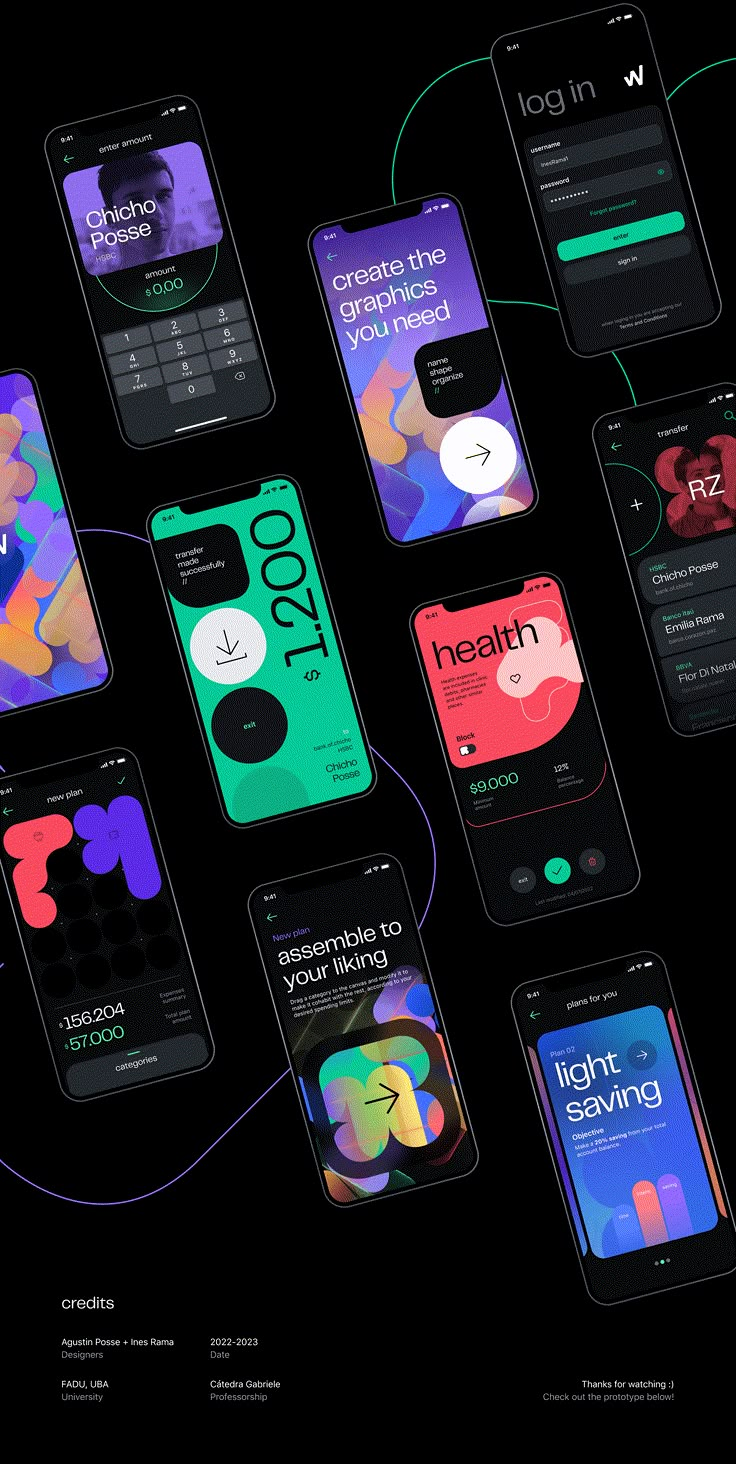 9:41
log in
w
username
InesRama1
password
••••••••••
Forgot password?
enter
sign in
when loging in you are accepting our
Terms and Conditions
9:41
enter amount
Chicho
Posse
HSBC
amount
$ 0,00
1
2
ABC
3
DEF
4
GHI
5
JKL
6
MNO
7
PQRS
8
TUV
9
WXYZ
0
9:41
create the
graphics
you need
name
shape
organize
//
9:41
transfer
RZ
+
HSBC
Chicho Posse
bank.of.chicho
Banco Itaú
Emilia Rama
banco.corazon.paz
BBVA
Flor Di Natal
9:41
transfer
made
successfully
//
$ 1.200
exit
to
bank.of.chicho
HSBC
Chicho
Posse
9:41
health
Health expenses
are included in clinic
debits, pharmacies
and other similar
places.
Block
$9.000
Minimum
amount
12%
Balance
percentage
exit
Last modified: 04/07/2022
9:41
new plan
$ 156.204
Expenses
summary
$ 57.000
Total plan
amount
categories
9:41
New plan
assemble to
your liking
Drag a category to the canvas and modify it to
make it cohabit with the rest, according to your
desired spending limits.
9:41
plans for you
Plan 02
light
saving
Objective
Make a 20% saving from your total
account balance.
time
saving
credits
Agustin Posse + Ines Rama
Designers
2022-2023
Date
FADU, UBA
University
Cátedra Gabriele
Professorship
Thanks for watching :)
Check out the prototype below!